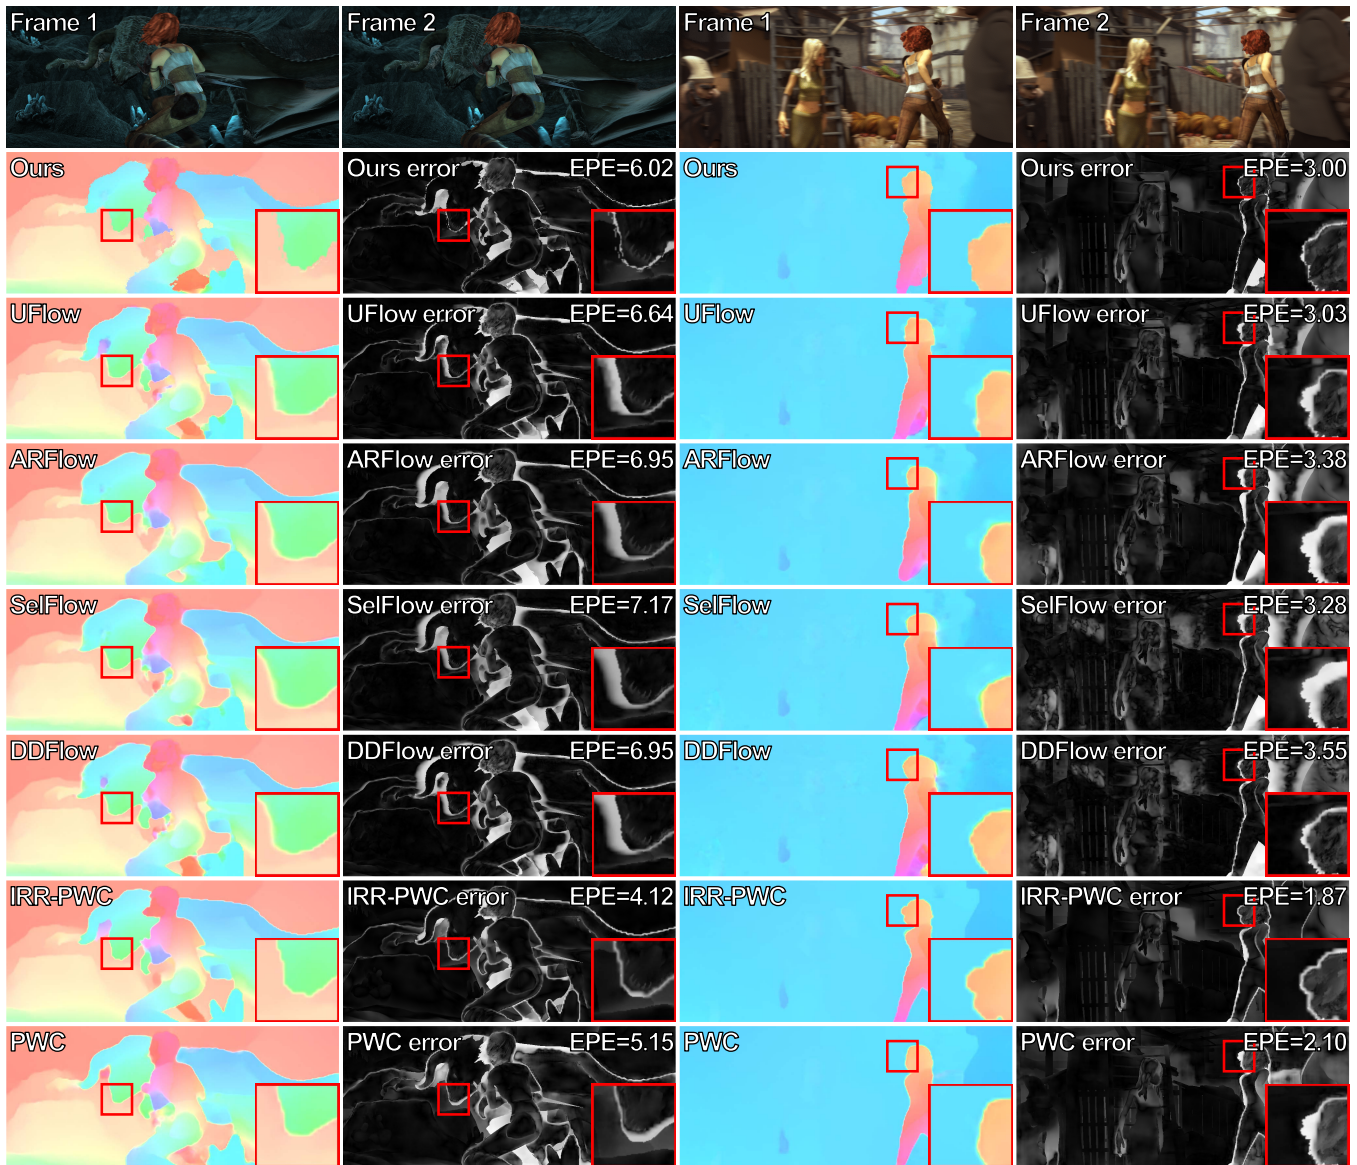 Frame 1 Frame 2 Frame 1 Frame 2
Ours Ours error EPE=6.02 Ours Ours error EPE=3.00
UFlow UFlow error EPE=6.64 UFlow UFlow error EPE=3.03
ARFlow ARFlow error EPE=6.95 ARFlow ARFlow error EPE=3.38
SelFlow SelFlow error EPE=7.17 SelFlow SelFlow error EPE=3.28
DDFlow DDFlow error EPE=6.95 DDFlow DDFlow error EPE=3.55
IRR-PWC IRR-PWC error EPE=4.12 IRR-PWC IRR-PWC error EPE=1.87
PWC PWC error EPE=5.15 PWC PWC error EPE=2.10